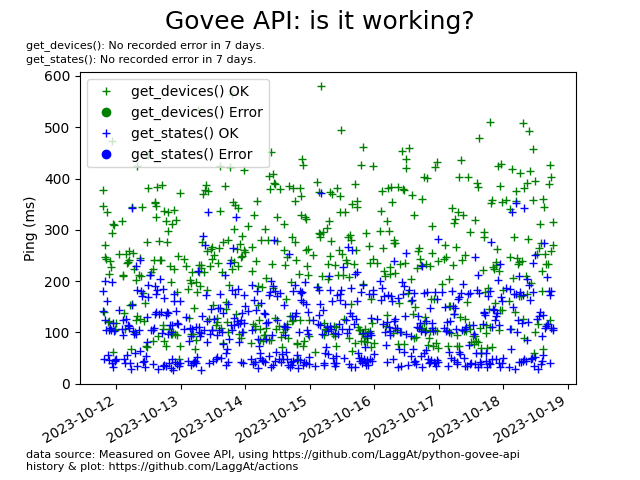 Govee API: is it working?
get_devices(): No recorded error in 7 days.
get_states(): No recorded error in 7 days.
600
500
400
300
200
100
0
Ping (ms)
get_devices() OK
get_devices() Error
get_states() OK
get_states() Error
2023-10-12
2023-10-13
2023-10-14
2023-10-15
2023-10-16
2023-10-17
2023-10-18
2023-10-19
data source: Measured on Govee API, using https://github.com/LaggAt/python-govee-api
history & plot: https://github.com/LaggAt/actions